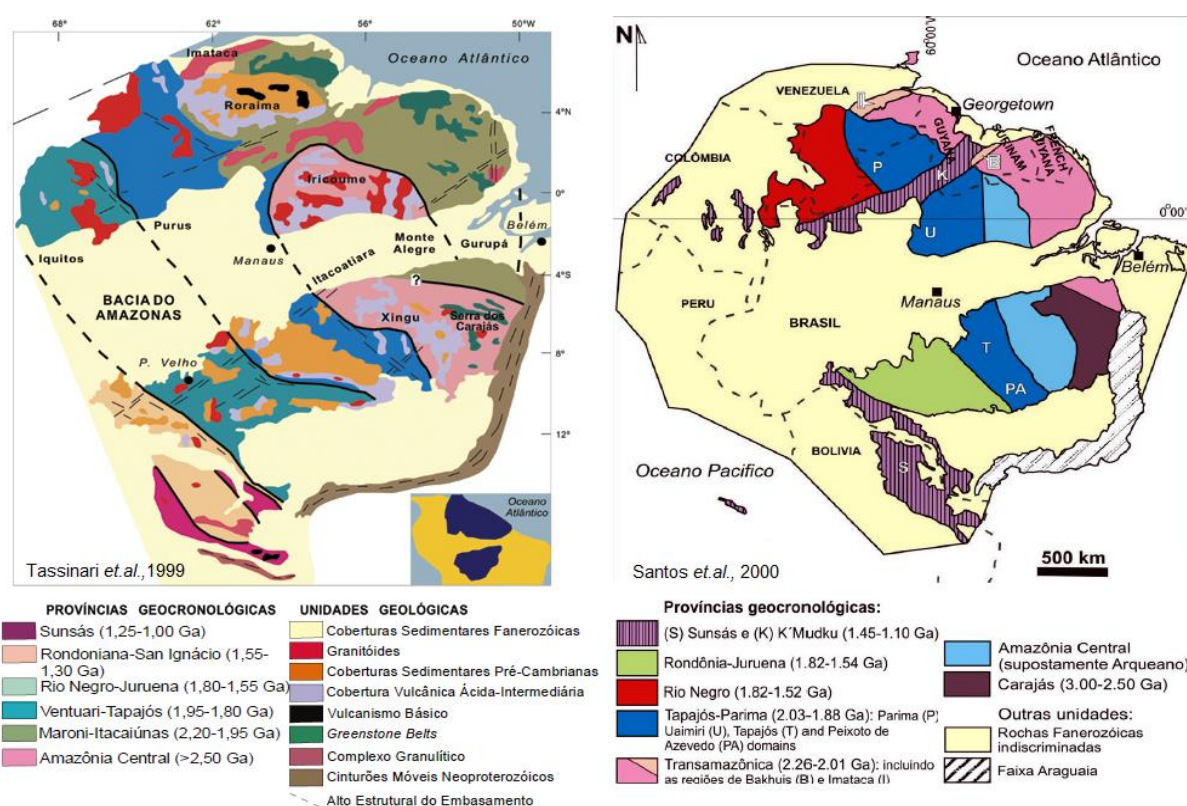 68°
62°
56°
50°W
Imataca
Oceano Atlântico
Roraima
4°N
Iricoume
0°
Purus
Iquitos
Manaus
Itacoatiara
Monte
Alegre
Gurupá
Belém
4°S
?
BACIA DO
AMAZONAS
Xingu
Serra dos
Carajás
P. Velho
8°
12°
Oceano
Atlântico
Tassinari et.al.,1999
PROVÍNCIAS GEOCRONOLÓGICAS
Sunsás (1,25-1,00 Ga)
Rondoniana-San Ignácio (1,55-
1,30 Ga)
Rio Negro-Juruena (1,80-1,55 Ga)
Ventuari-Tapajós (1,95-1,80 Ga)
Maroni-Itacaiúnas (2,20-1,95 Ga)
Amazônia Central (>2,50 Ga)
UNIDADES GEOLÓGICAS
Coberturas Sedimentares Fanerozóicas
Granitóides
Coberturas Sedimentares Pré-Cambrianas
Cobertura Vulcânica Ácida-Intermediária
Vulcanismo Básico
Greenstone Belts
Complexo Granulítico
Cinturões Móveis Neoproterozóicos
Alto Estrutural do Embasamento
N
60°00'W
Oceano Atlântico
VENEZUELA
I
Georgetown
GUYANA
SURINAM
FRENCH
GUYANA
COLÔMBIA
P
K
B
0°00'
U
Belém
Manaus
PERU
BRASIL
T
PA
BOLIVIA
S
Oceano Pacifico
500 km
Santos et.al., 2000
Províncias geocronológicas:
(S) Sunsás e (K) K´Mudku (1.45-1.10 Ga)
Rondônia-Juruena (1.82-1.54 Ga)
Rio Negro (1.82-1.52 Ga)
Tapajós-Parima (2.03-1.88 Ga): Parima (P)
Uaimiri (U), Tapajós (T) and Peixoto de
Azevedo (PA) domains
Transamazônica (2.26-2.01 Ga): incluindo
as regiões de Bakhuis (B) e Imataca (I)
Amazônia Central
(supostamente Arqueano)
Carajás (3.00-2.50 Ga)
Outras unidades:
Rochas Fanerozóicas
indiscriminadas
Faixa Araguaia